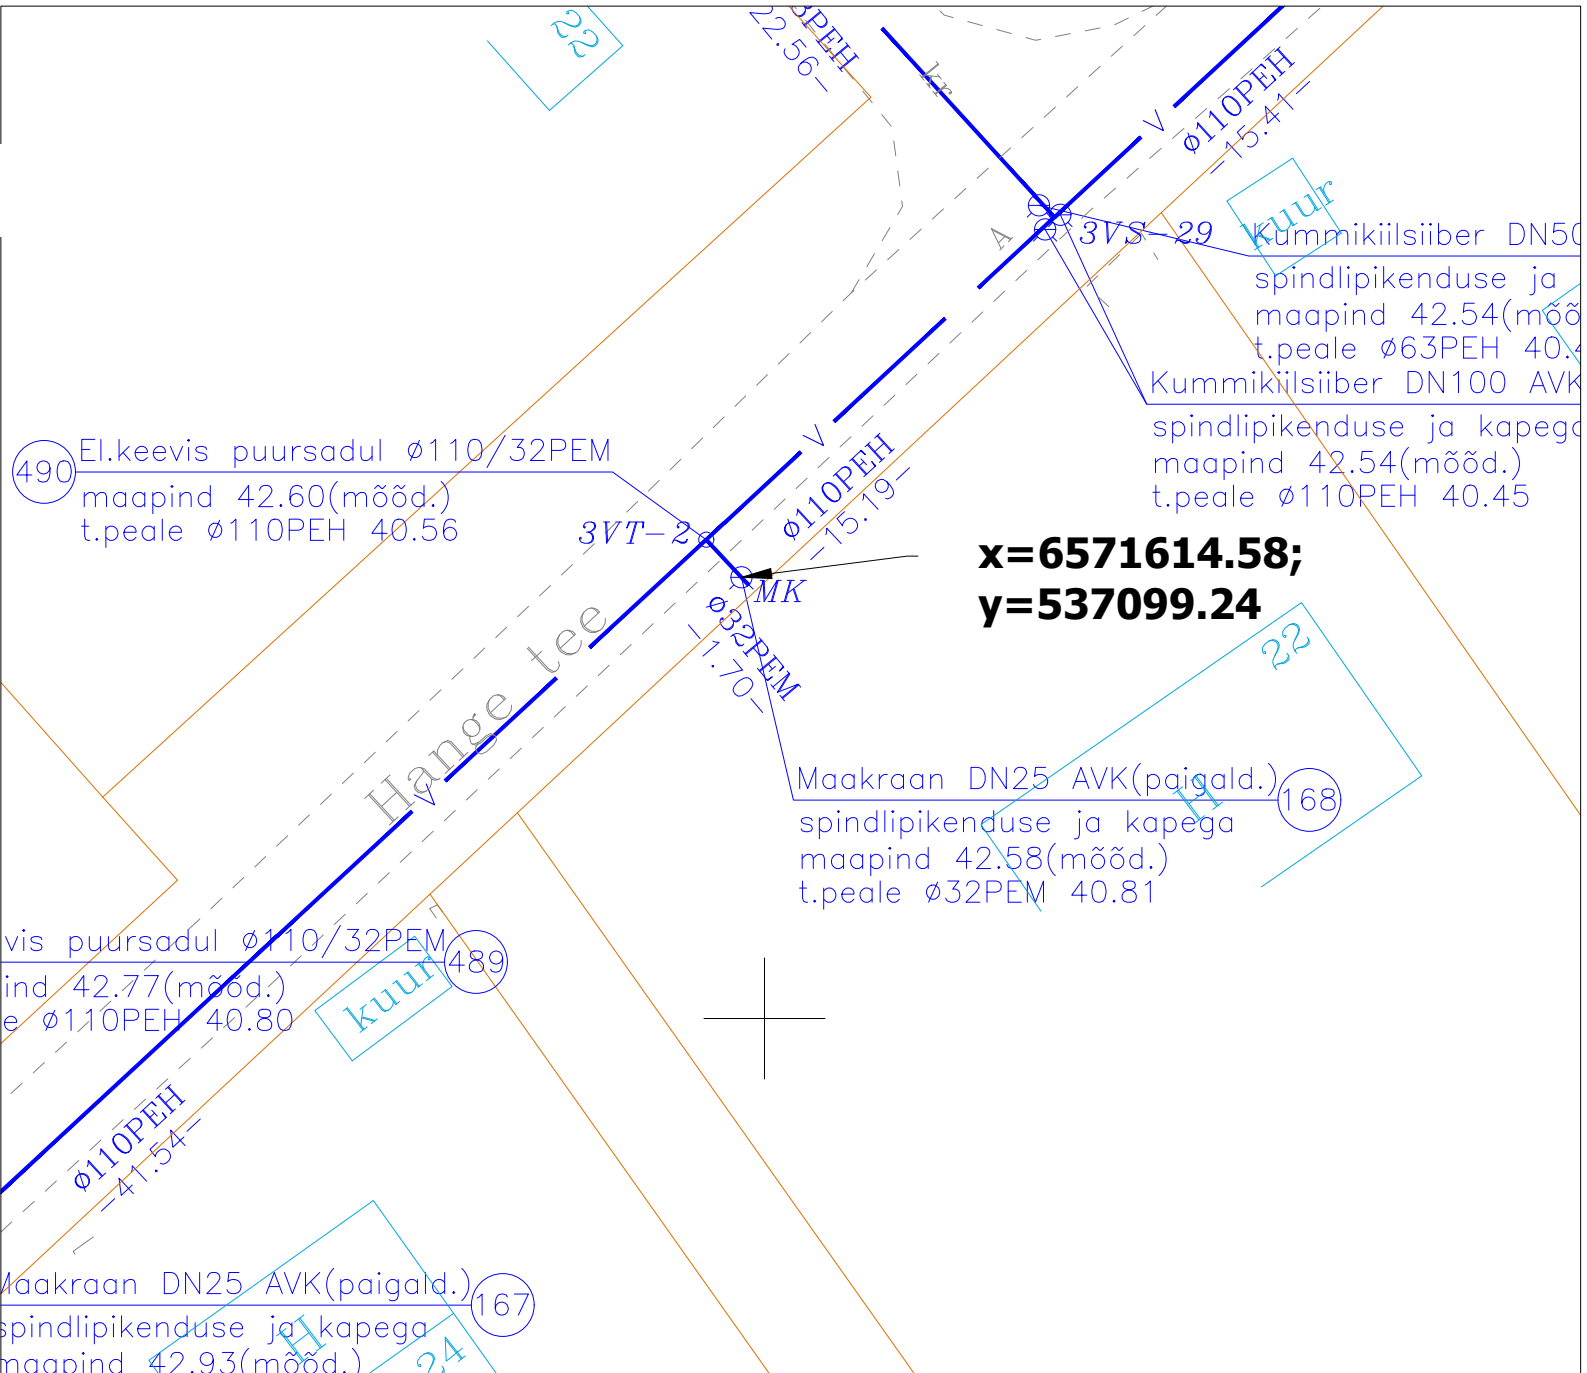 22
3PEH
22.56-
kr
V
ø110PEH
-15.41-
kuur
A
3VS-29
Kummikiilsiiber DN50
spindlipikenduse ja
maapind 42.54(mõõ
t.peale ø63PEH 40.4
Kummikiilsiiber DN100 AVK
spindlipikenduse ja kapega
maapind 42.54(mõõd.)
t.peale ø110PEH 40.45
490
El.keevis puursadul ø110/32PEM
maapind 42.60(mõõd.)
t.peale ø110PEH 40.56
V
ø110PEH
-15.19-
3VT-2
MK
x=6571614.58;
y=537099.24
ø32PEM
-1.70-
Hange tee
22
V
H
Maakraan DN25 AVK(paigald.)
168
spindlipikenduse ja kapega
maapind 42.58(mõõd.)
t.peale ø32PEM 40.81
vis puursadul ø110/32PEM
489
ind 42.77(mõõd.)
e ø110PEH 40.80
kuur
ø110PEH
-41.54-
Maakraan DN25 AVK(paigald.)
167
spindlipikenduse ja kapega
maapind 42.93(mõõd.)
H
24